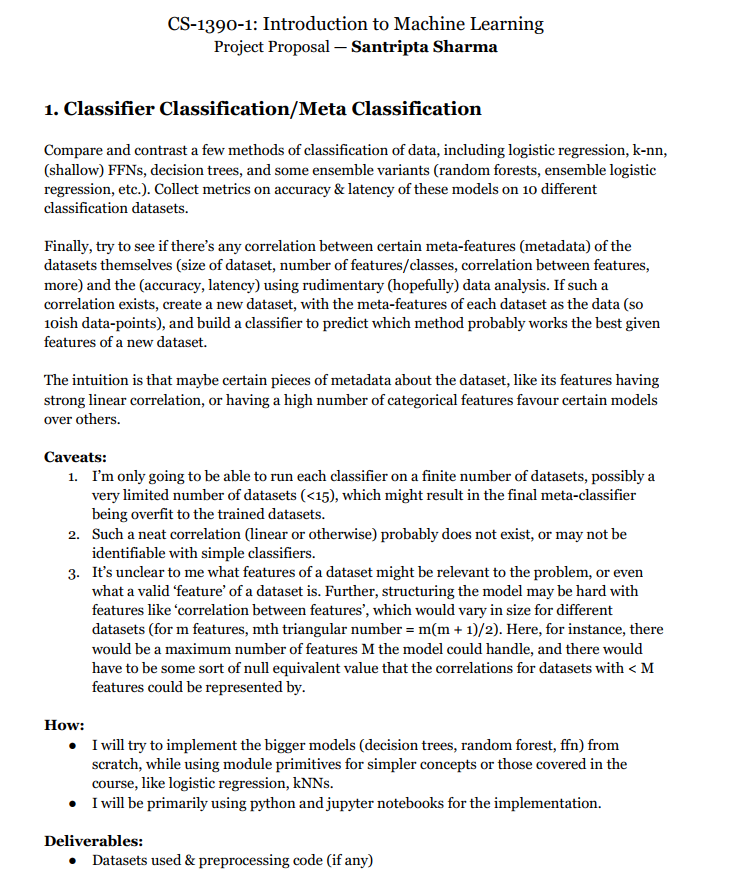 CS-1390-1: Introduction to Machine Learning
Project Proposal — Santripta Sharma
1. Classifier Classification/Meta Classification
Compare and contrast a few methods of classification of data, including logistic regression, k-nn,
(shallow) FFNs, decision trees, and some ensemble variants (random forests, ensemble logistic
regression, etc.). Collect metrics on accuracy & latency of these models on 10 different
classification datasets.
Finally, try to see if there’s any correlation between certain meta-features (metadata) of the
datasets themselves (size of dataset, number of features/classes, correlation between features,
more) and the (accuracy, latency) using rudimentary (hopefully) data analysis. If such a
correlation exists, create a new dataset, with the meta-features of each dataset as the data (so
10ish data-points), and build a classifier to predict which method probably works the best given
features of a new dataset.
The intuition is that maybe certain pieces of metadata about the dataset, like its features having
strong linear correlation, or having a high number of categorical features favour certain models
over others.
Caveats:
1. I’m only going to be able to run each classifier on a finite number of datasets, possibly a
very limited number of datasets (<15), which might result in the final meta-classifier
being overfit to the trained datasets.
2. Such a neat correlation (linear or otherwise) probably does not exist, or may not be
identifiable with simple classifiers.
3. It’s unclear to me what features of a dataset might be relevant to the problem, or even
what a valid ‘feature’ of a dataset is. Further, structuring the model may be hard with
features like ‘correlation between features’, which would vary in size for different
datasets (for m features, mth triangular number = m(m + 1)/2). Here, for instance, there
would be a maximum number of features M the model could handle, and there would
have to be some sort of null equivalent value that the correlations for datasets with < M
features could be represented by.
How:
● I will try to implement the bigger models (decision trees, random forest, ffn) from
scratch, while using module primitives for simpler concepts or those covered in the
course, like logistic regression, kNNs.
● I will be primarily using python and jupyter notebooks for the implementation.
Deliverables:
● Datasets used & preprocessing code (if any)